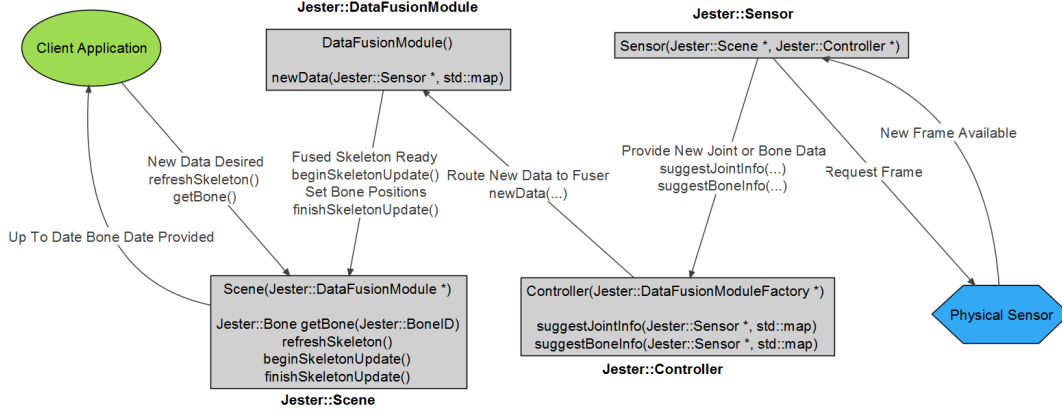 Jester::DataFusionModule
Jester::Sensor
Client Application
DataFusionModule()
newData(Jester::Sensor *, std::map)
Sensor(Jester::Scene *, Jester::Controller *)
New Data Desired
refreshSkeleton()
getBone()
Fused Skeleton Ready
beginSkeletonUpdate()
Set Bone Positions
finishSkeletonUpdate()
Route New Data to Fuser
newData(...)
Provide New Joint or Bone Data
suggestJointInfo(...)
suggestBoneInfo(...)
New Frame Available
Request Frame
Up To Date Bone Date Provided
Scene(Jester::DataFusionModule *)
Jester::Bone getBone(Jester::BoneID)
refreshSkeleton()
beginSkeletonUpdate()
finishSkeletonUpdate()
Jester::Scene
Controller(Jester::DataFusionModuleFactory *)
suggestJointInfo(Jester::Sensor *, std::map)
suggestBoneInfo(Jester::Sensor *, std::map)
Jester::Controller
Physical Sensor